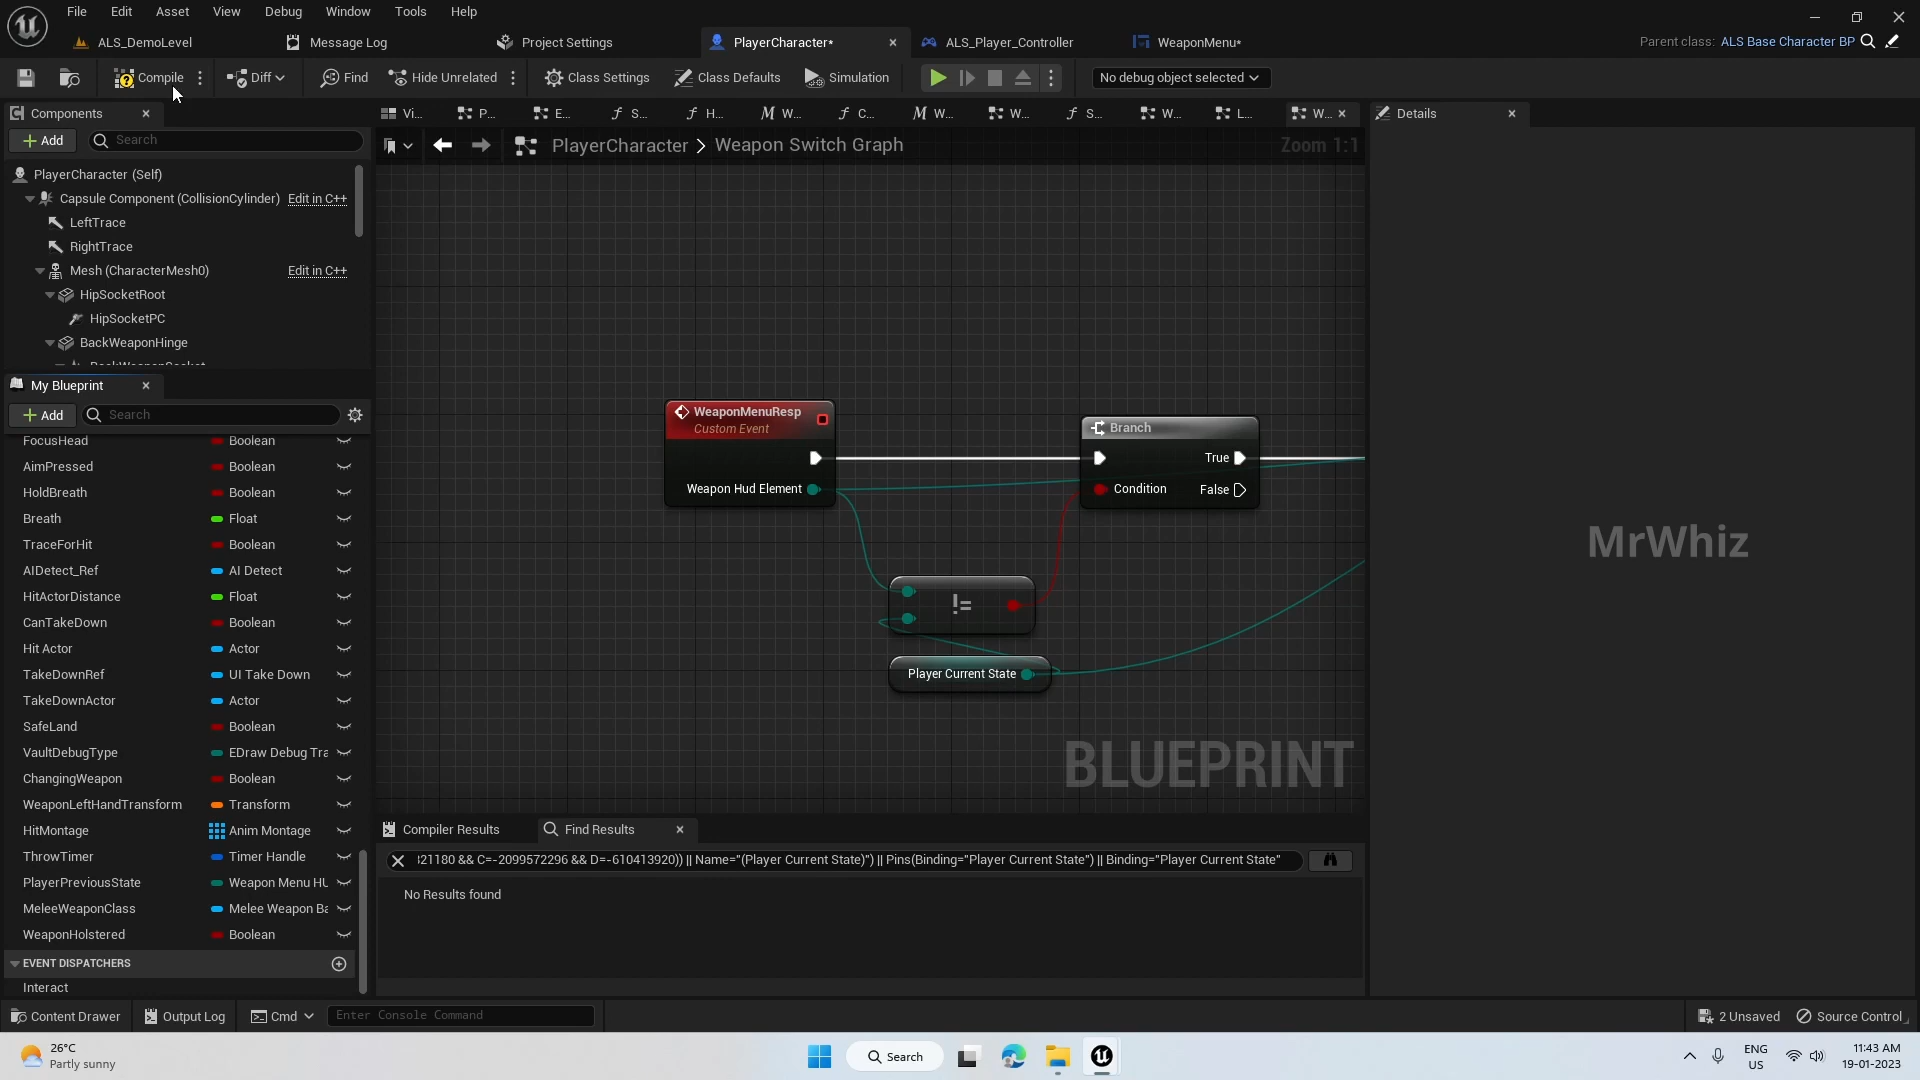 File Edit Asset View Debug Window Tools Help
ALS_DemoLevel Message Log Project Settings PlayerCharacter* ALS_Player_Controller WeaponMenu* Parent class: ALS Base Character BP
Compile Diff Find Hide Unrelated Class Settings Class Defaults Simulation No debug object selected
Components Vi... P... E... S... H... W... C... W... W... S... W... L... W... Details
Add Search
PlayerCharacter > Weapon Switch Graph Zoom 1:1
PlayerCharacter (Self)
Capsule Component (CollisionCylinder) Edit in C++
LeftTrace
RightTrace
Mesh (CharacterMesh0) Edit in C++
HipSocketRoot
HipSocketPC
BackWeaponHinge
BackWeaponSocket
My Blueprint
Add Search
FocusHead Boolean
AimPressed Boolean
HoldBreath Boolean
Breath Float
TraceForHit Boolean
AIDetect_Ref AI Detect
HitActorDistance Float
CanTakeDown Boolean
Hit Actor Actor
TakeDownRef UI Take Down
TakeDownActor Actor
SafeLand Boolean
VaultDebugType EDraw Debug Tra
ChangingWeapon Boolean
WeaponLeftHandTransform Transform
HitMontage Anim Montage
ThrowTimer Timer Handle
PlayerPreviousState Weapon Menu HU
MeleeWeaponClass Melee Weapon Ba
WeaponHolstered Boolean
EVENT DISPATCHERS
Interact
WeaponMenuResp
Custom Event
Weapon Hud Element
Branch
True
Condition False
!=
Player Current State
BLUEPRINT
MrWhiz
Compiler Results Find Results
321180 && C=-2099572296 && D=-610413920)) || Name="(Player Current State)") || Pins(Binding="Player Current State") || Binding="Player Current State"
No Results found
Content Drawer Output Log Cmd Enter Console Command 2 Unsaved Source Control
26°C
Partly sunny
Search
ENG
US
11:43 AM
19-01-2023